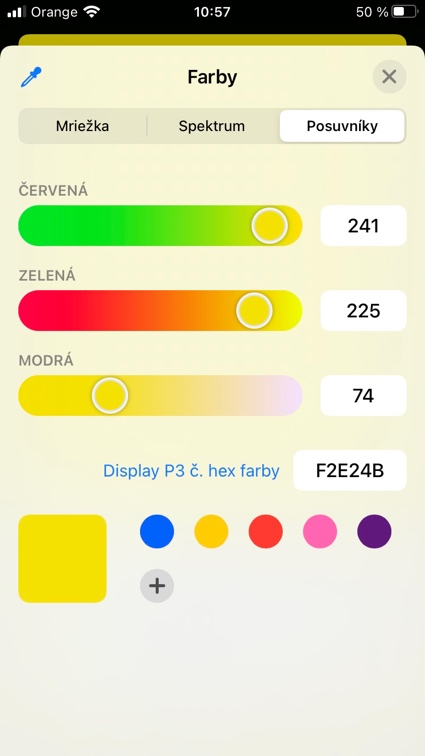 Orange 10:57 50 %
Farby
Mriežka Spektrum Posuvníky
ČERVENÁ
241
ZELENÁ
225
MODRÁ
74
Display P3 č. hex farby F2E24B